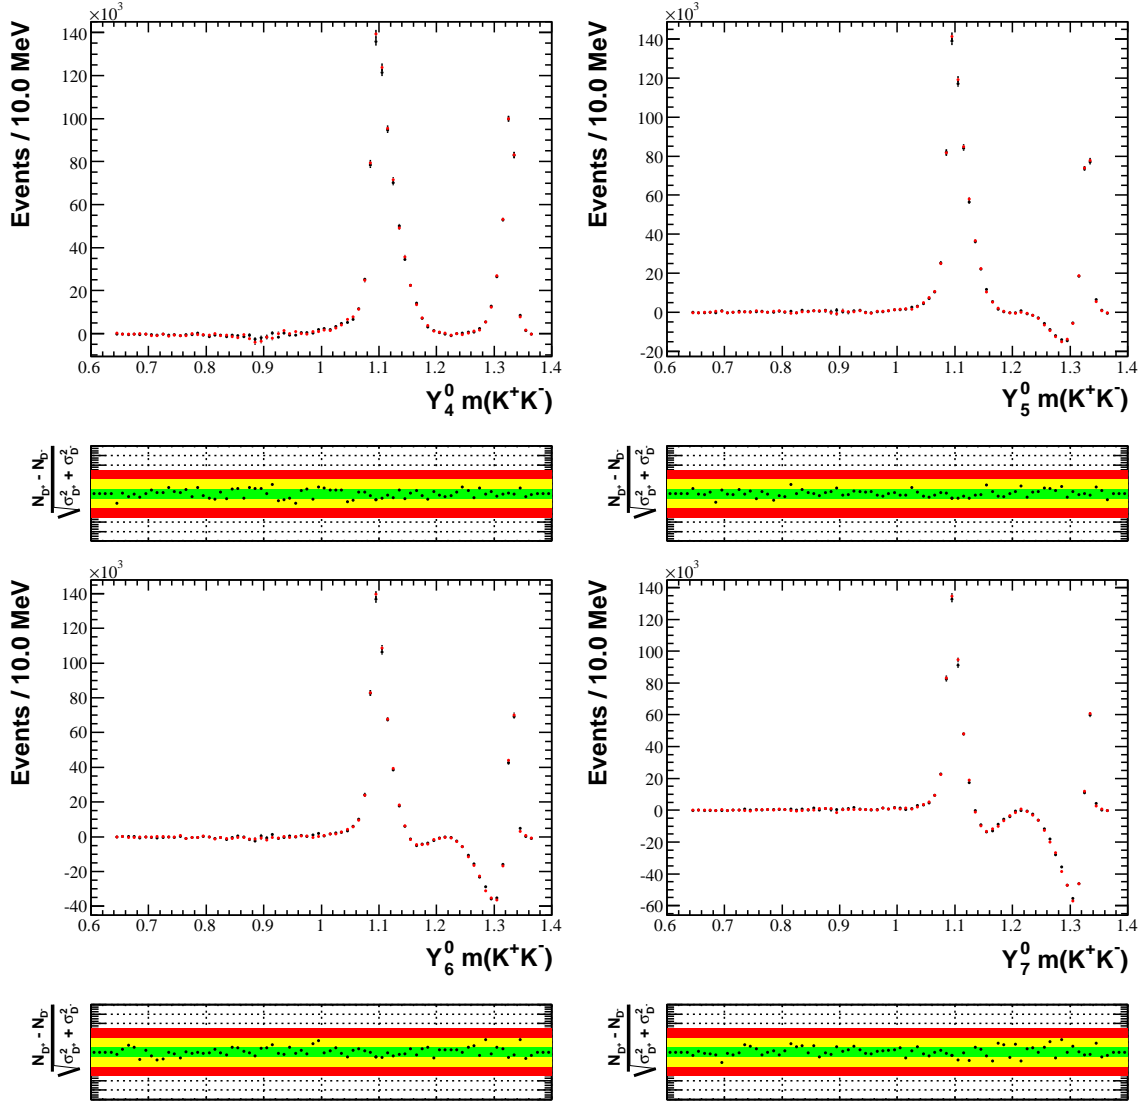 ×10³
Events / 10.0 MeV
140
120
100
80
60
40
20
0
0.6 0.7 0.8 0.9 1 1.1 1.2 1.3 1.4
Y₄⁰ m(K⁺K⁻)
N_D⁺ - N_D⁻
√σ²_D⁺ + σ²_D⁻
×10³
Events / 10.0 MeV
140
120
100
80
60
40
20
0
-20
0.6 0.7 0.8 0.9 1 1.1 1.2 1.3 1.4
Y₅⁰ m(K⁺K⁻)
N_D⁺ - N_D⁻
√σ²_D⁺ + σ²_D⁻
×10³
Events / 10.0 MeV
140
120
100
80
60
40
20
0
-20
-40
0.6 0.7 0.8 0.9 1 1.1 1.2 1.3 1.4
Y₆⁰ m(K⁺K⁻)
N_D⁺ - N_D⁻
√σ²_D⁺ + σ²_D⁻
×10³
Events / 10.0 MeV
140
120
100
80
60
40
20
0
-20
-40
-60
0.6 0.7 0.8 0.9 1 1.1 1.2 1.3 1.4
Y₇⁰ m(K⁺K⁻)
N_D⁺ - N_D⁻
√σ²_D⁺ + σ²_D⁻